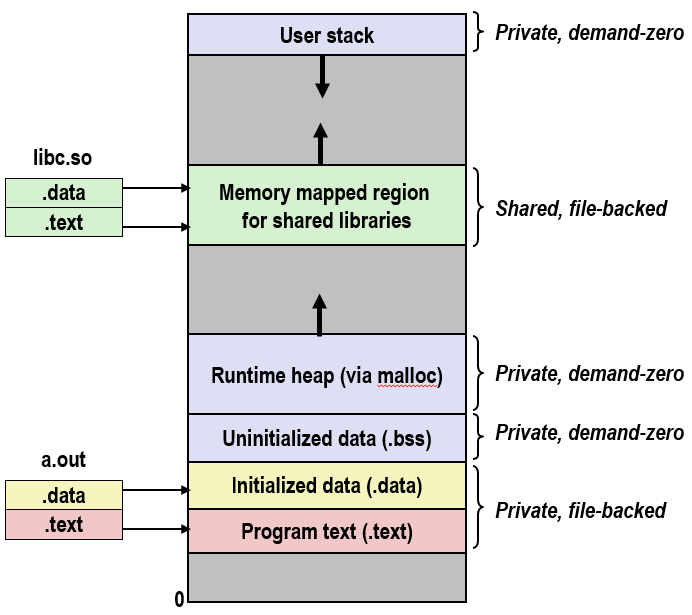 User stack
Private, demand-zero
libc.so
.data
.text
Memory mapped region
for shared libraries
Shared, file-backed
Runtime heap (via malloc)
Private, demand-zero
Uninitialized data (.bss)
Private, demand-zero
a.out
.data
.text
Initialized data (.data)
Program text (.text)
Private, file-backed
0